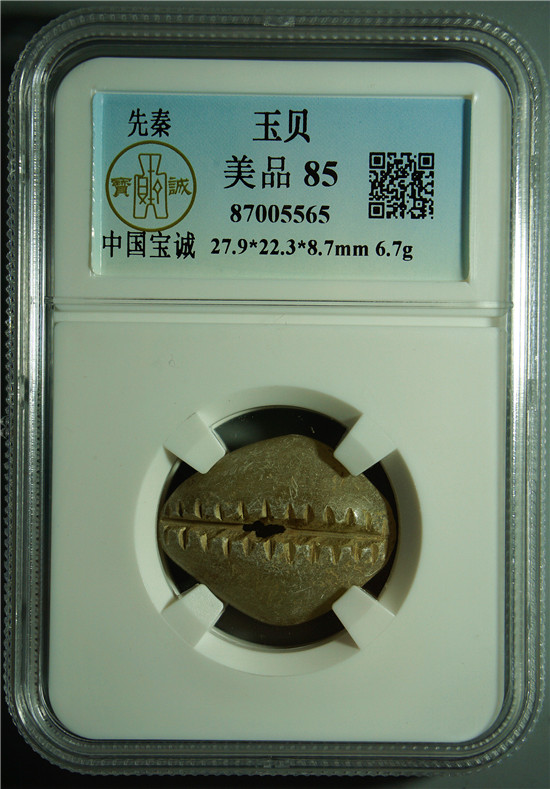 先秦 玉贝
寶 誠 美品 85
87005565
中国宝诚 27.9*22.3*8.7mm 6.7g